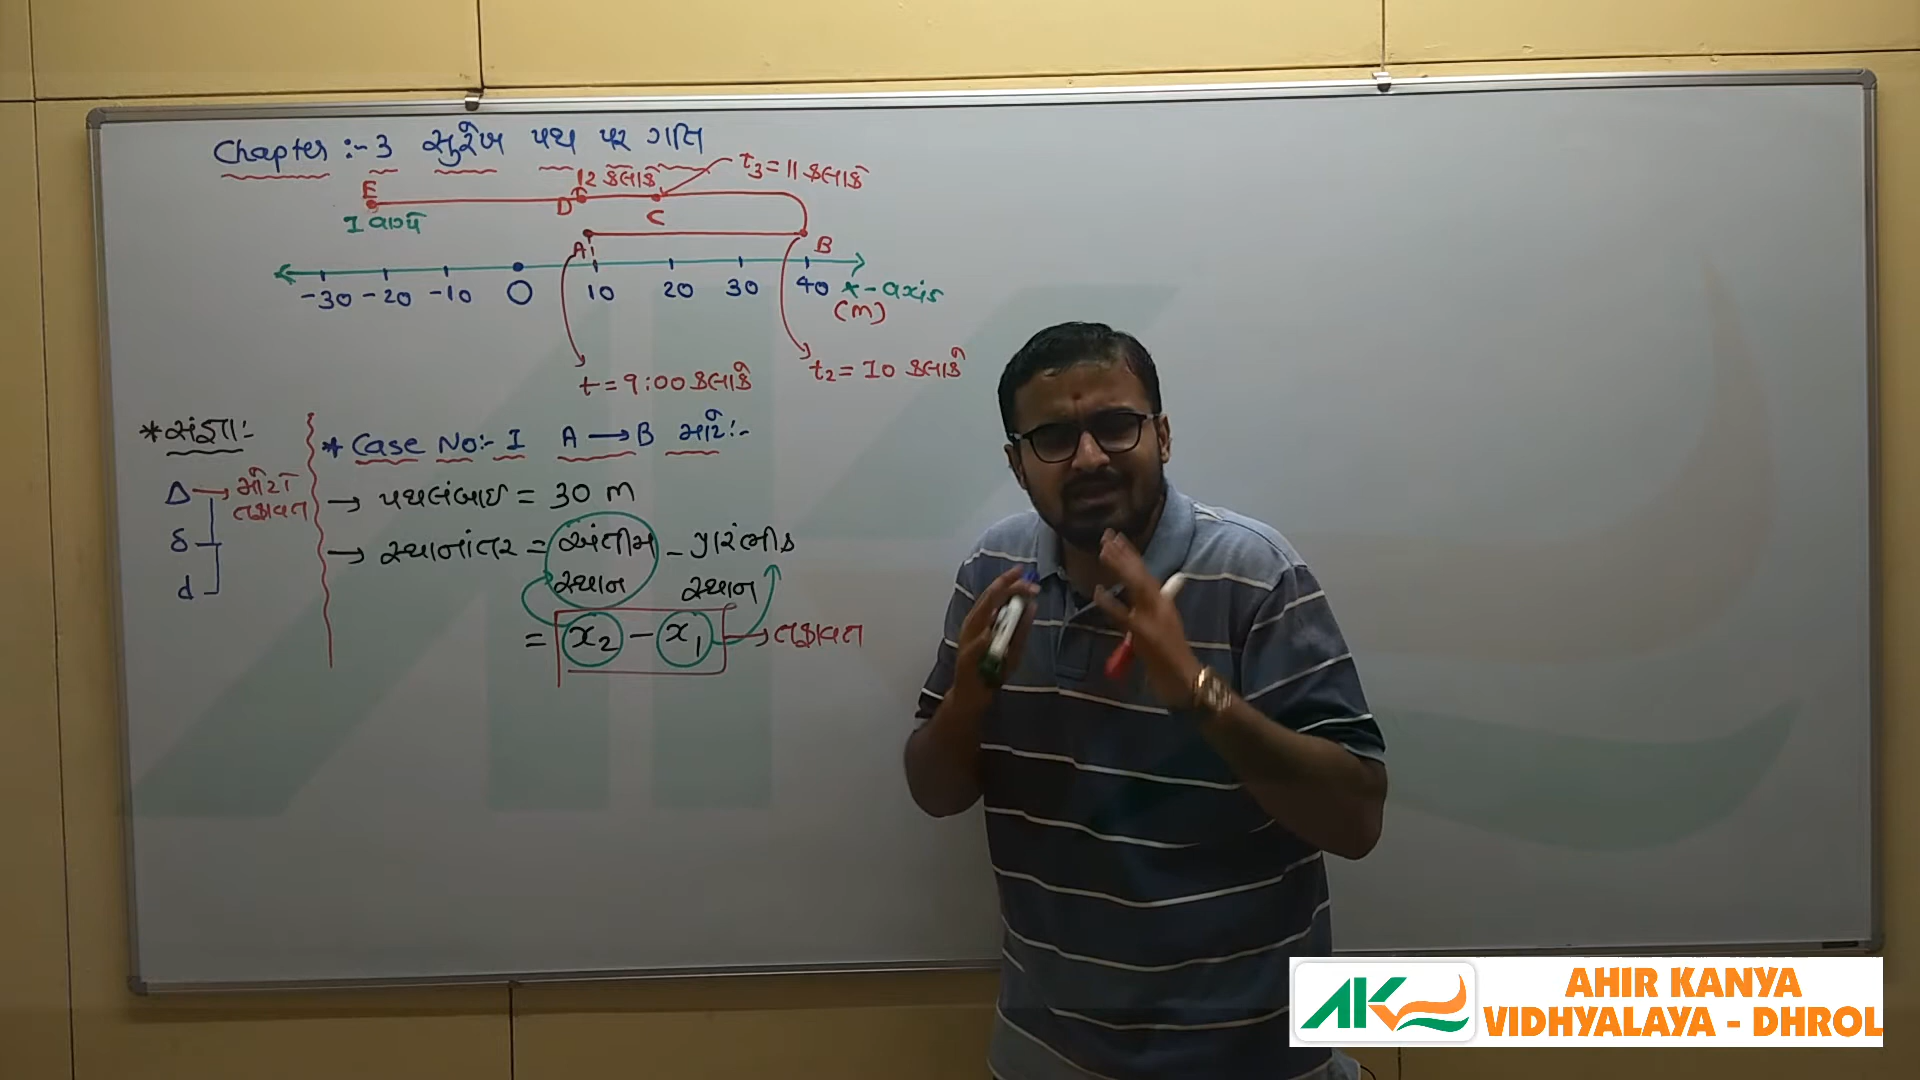 Chapter :- 3 સુરેખ પથ પર ગતિ
t₃ = 11 કલાકે
12 કલાકે
E
D
C
1 વાગ્યે
A
B
-30 -20 -10 0 10 20 30 40 x-axis
(m)
t = 9:00 કલાકે
t₂ = 10 કલાકે
* સંજ્ઞા:-
Δ → મોટો તફાવત
δ
d
* Case No:- I A → B માટે:-
→ પથલંબાઈ = 30 m
→ સ્થાનાંતર = અંતીમ સ્થાન - પ્રારંભીક સ્થાન
= x₂ - x₁ → તફાવત
AK
AHIR KANYA
VIDHYALAYA - DHROL